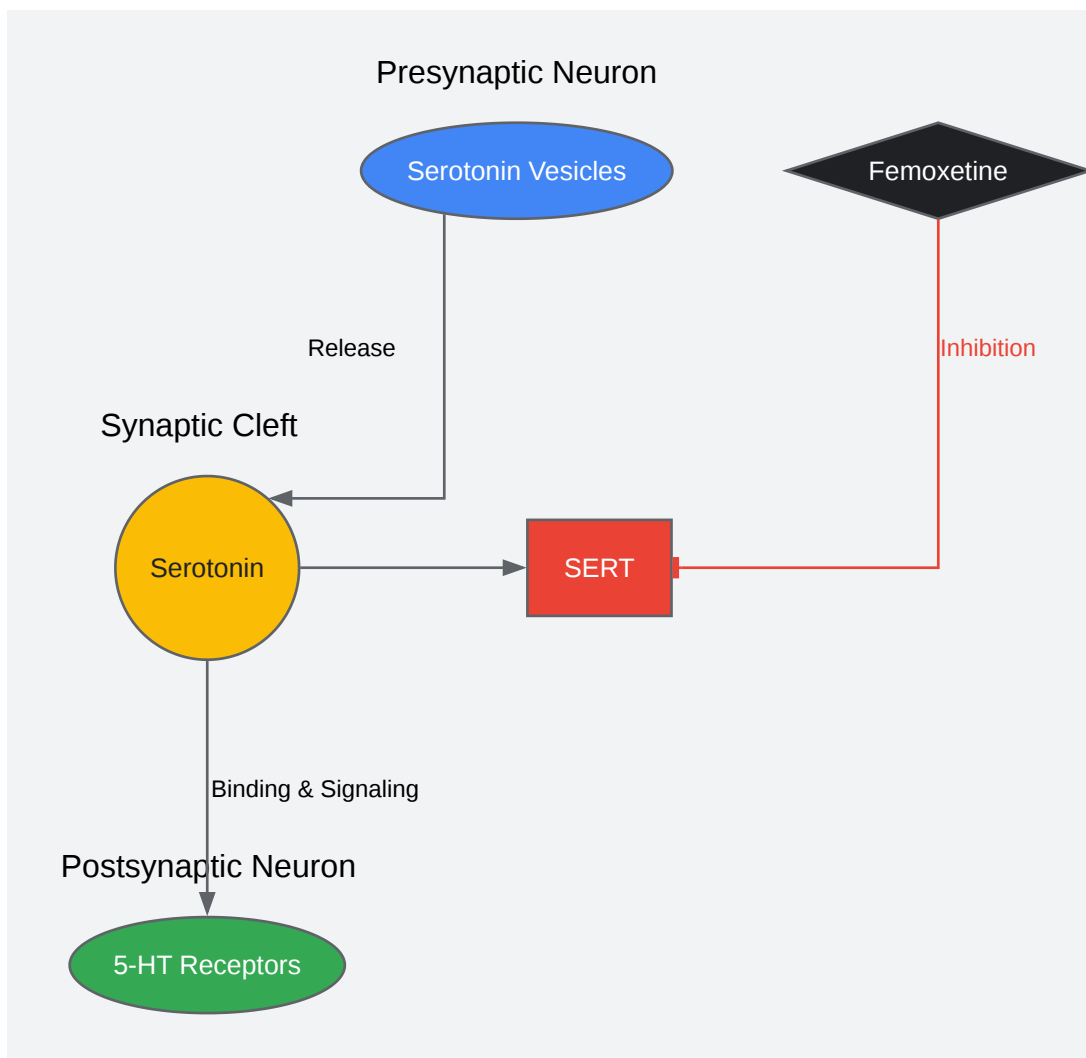 Presynaptic Neuron
Serotonin Vesicles
Femoxetine
Release
Inhibition
Synaptic Cleft
Serotonin
SERT
Binding & Signaling
Postsynaptic Neuron
5-HT Receptors